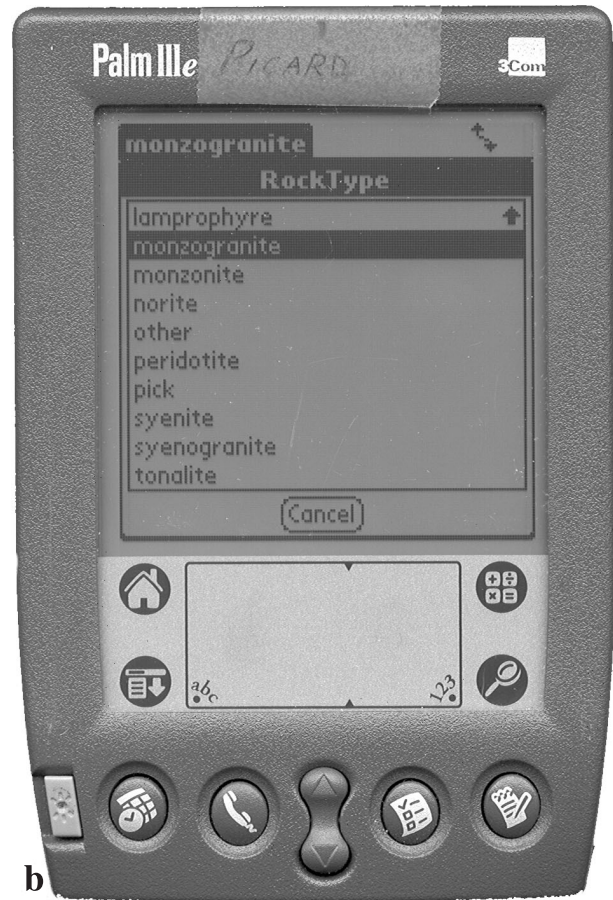 Palm IIIe PICARD 3Com
monzogranite
RockType
lamprophyre
monzogranite
monzonite
norite
other
peridotite
pick
syenite
syenogranite
tonalite
Cancel
abc 123
b